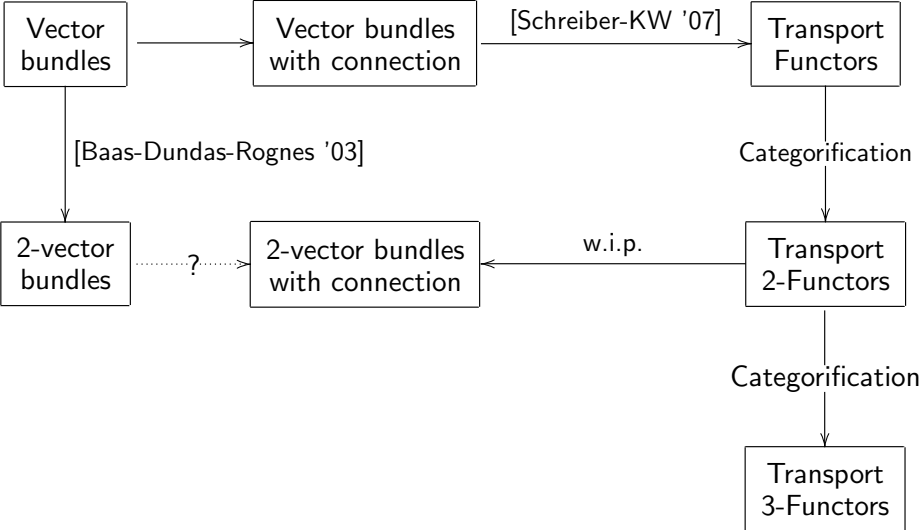 Vector
bundles
Vector bundles
with connection
[Schreiber-KW '07]
Transport
Functors
[Baas-Dundas-Rognes '03]
Categorification
2-vector
bundles
?
2-vector bundles
with connection
w.i.p.
Transport
2-Functors
Categorification
Transport
3-Functors